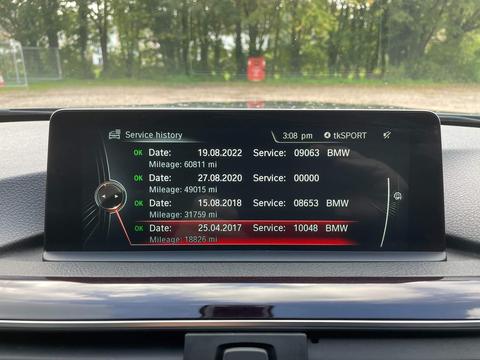 Service history 3:08 pm tkSPORT
OK Date: 19.08.2022 Service: 09063 BMW
Mileage: 60811 mi
OK Date: 27.08.2020 Service: 00000
Mileage: 49015 mi
OK Date: 15.08.2018 Service: 08653 BMW
Mileage: 31759 mi
OK Date: 25.04.2017 Service: 10048 BMW
Mileage: 18826 mi